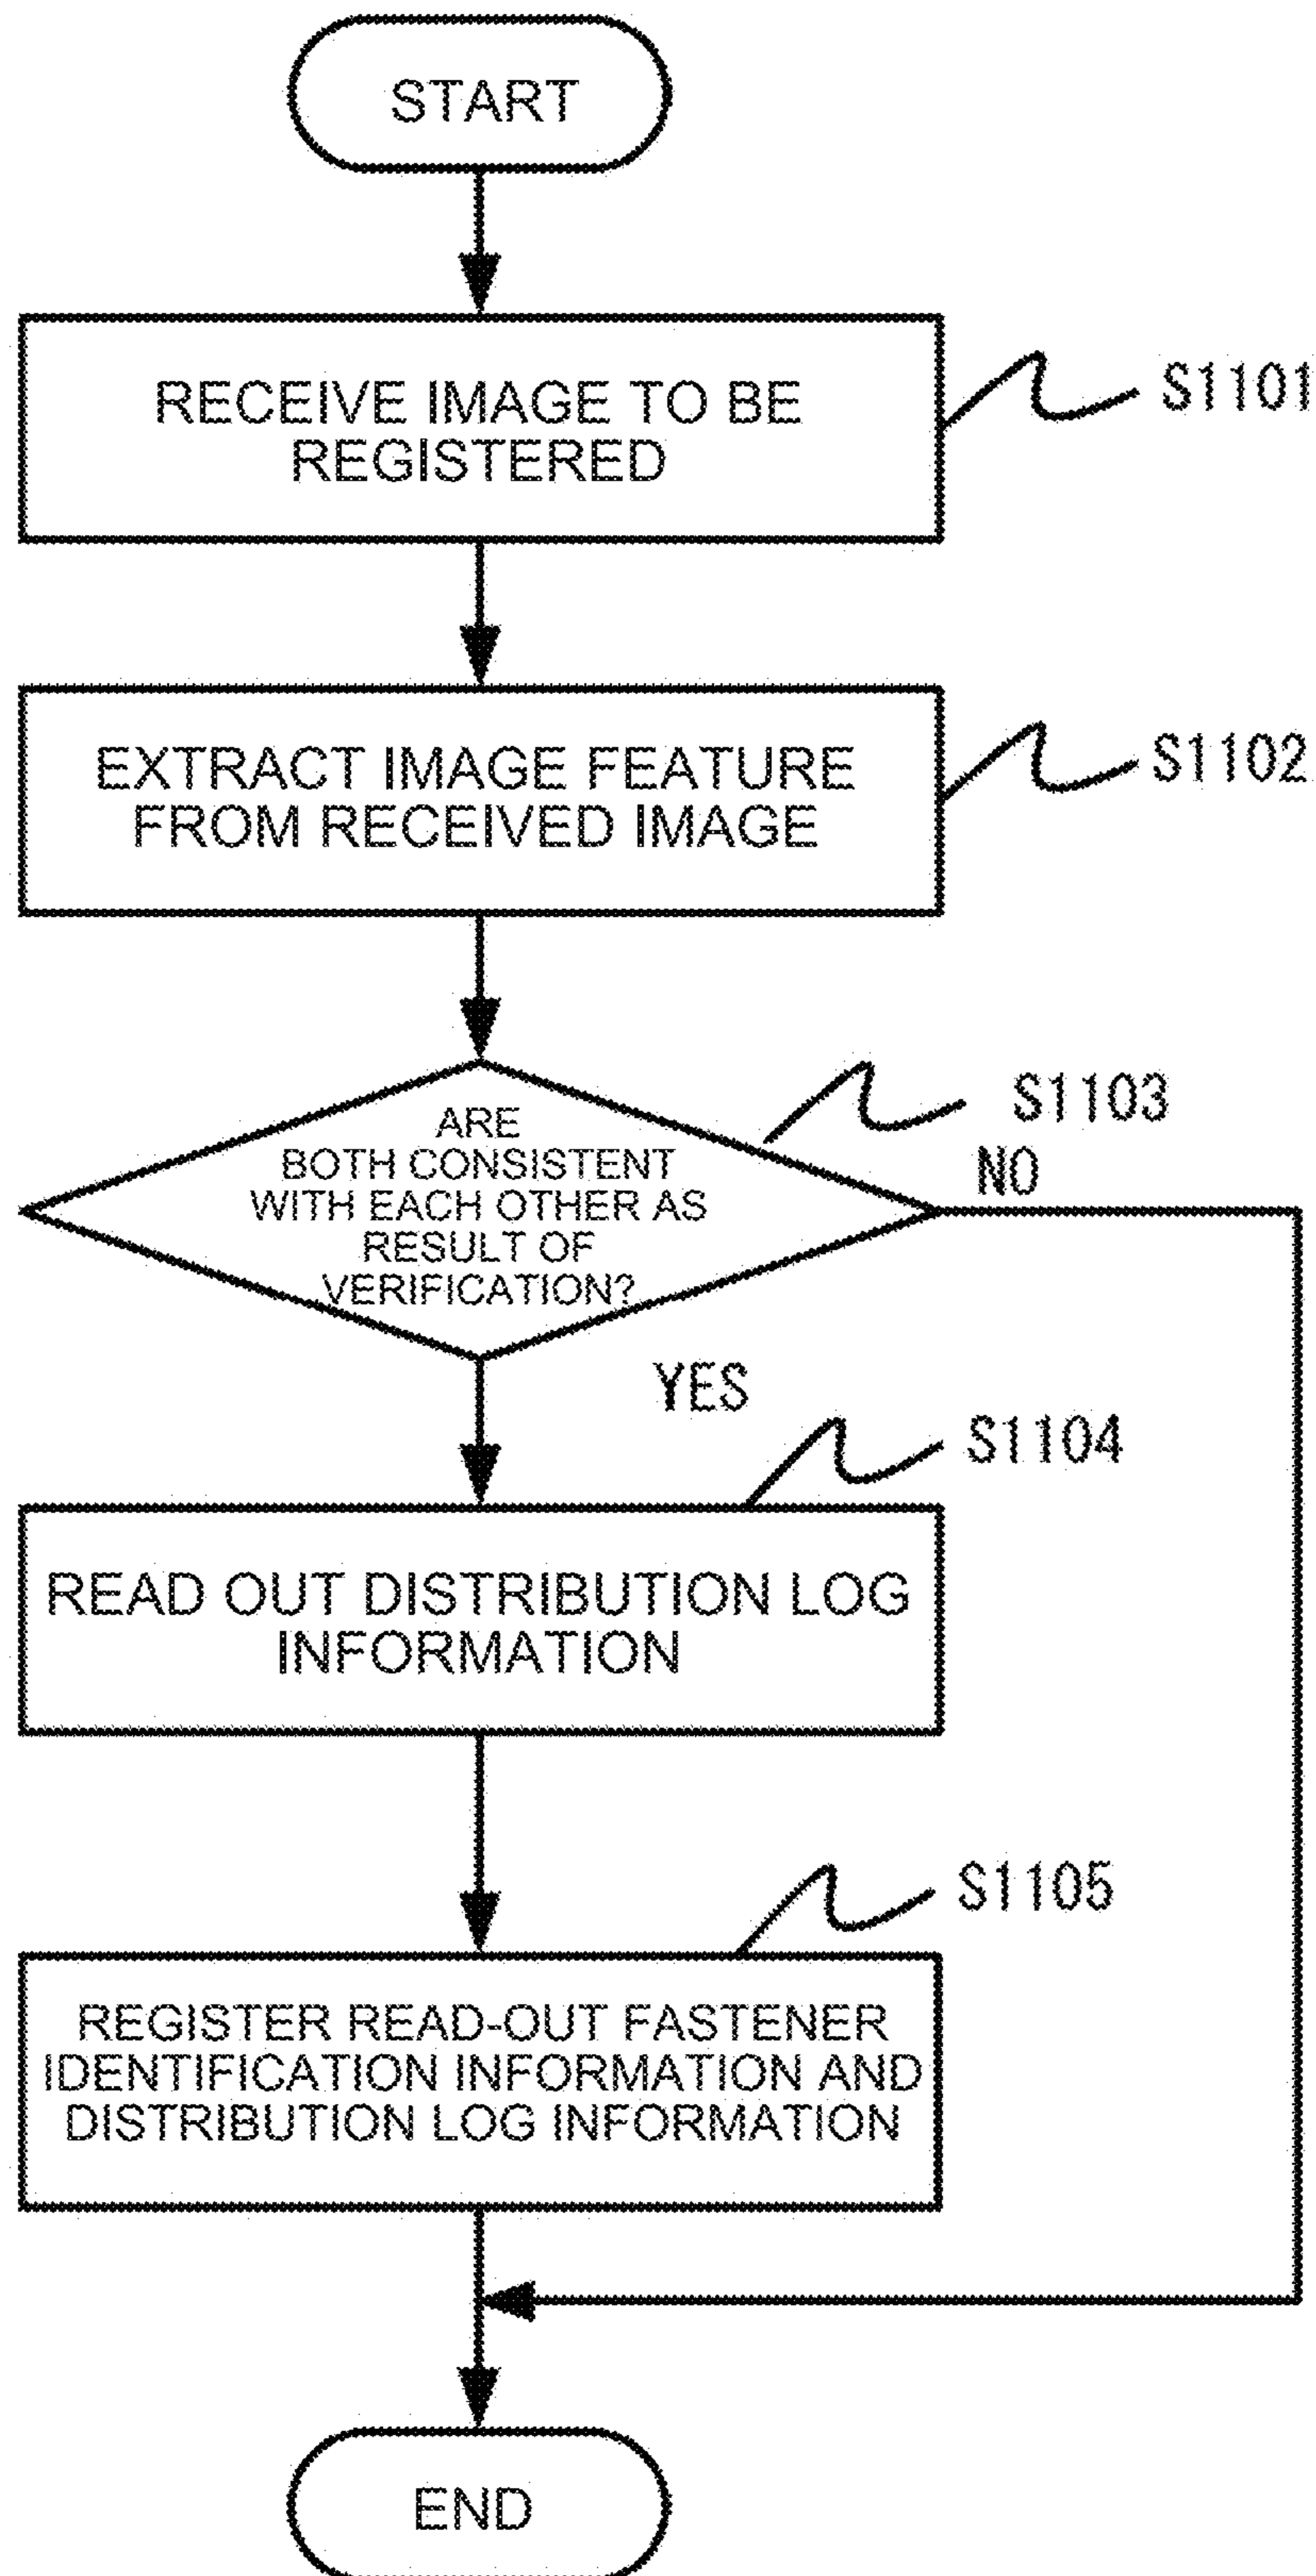 START
RECEIVE IMAGE TO BE
REGISTERED
S1101
EXTRACT IMAGE FEATURE
FROM RECEIVED IMAGE
S1102
ARE
BOTH CONSISTENT
WITH EACH OTHER AS
RESULT OF
VERIFICATION?
S1103
NO
YES
S1104
READ OUT DISTRIBUTION LOG
INFORMATION
S1105
REGISTER READ-OUT FASTENER
IDENTIFICATION INFORMATION AND
DISTRIBUTION LOG INFORMATION
END